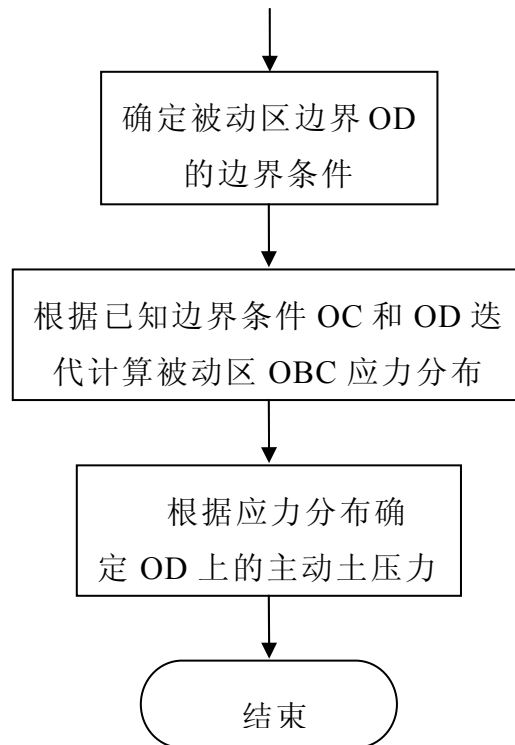 确定被动区边界 OD
的边界条件
根据已知边界条件 OC 和 OD 迭
代计算被动区 OBC 应力分布
根据应力分布确
定 OD 上的主动土压力
结束